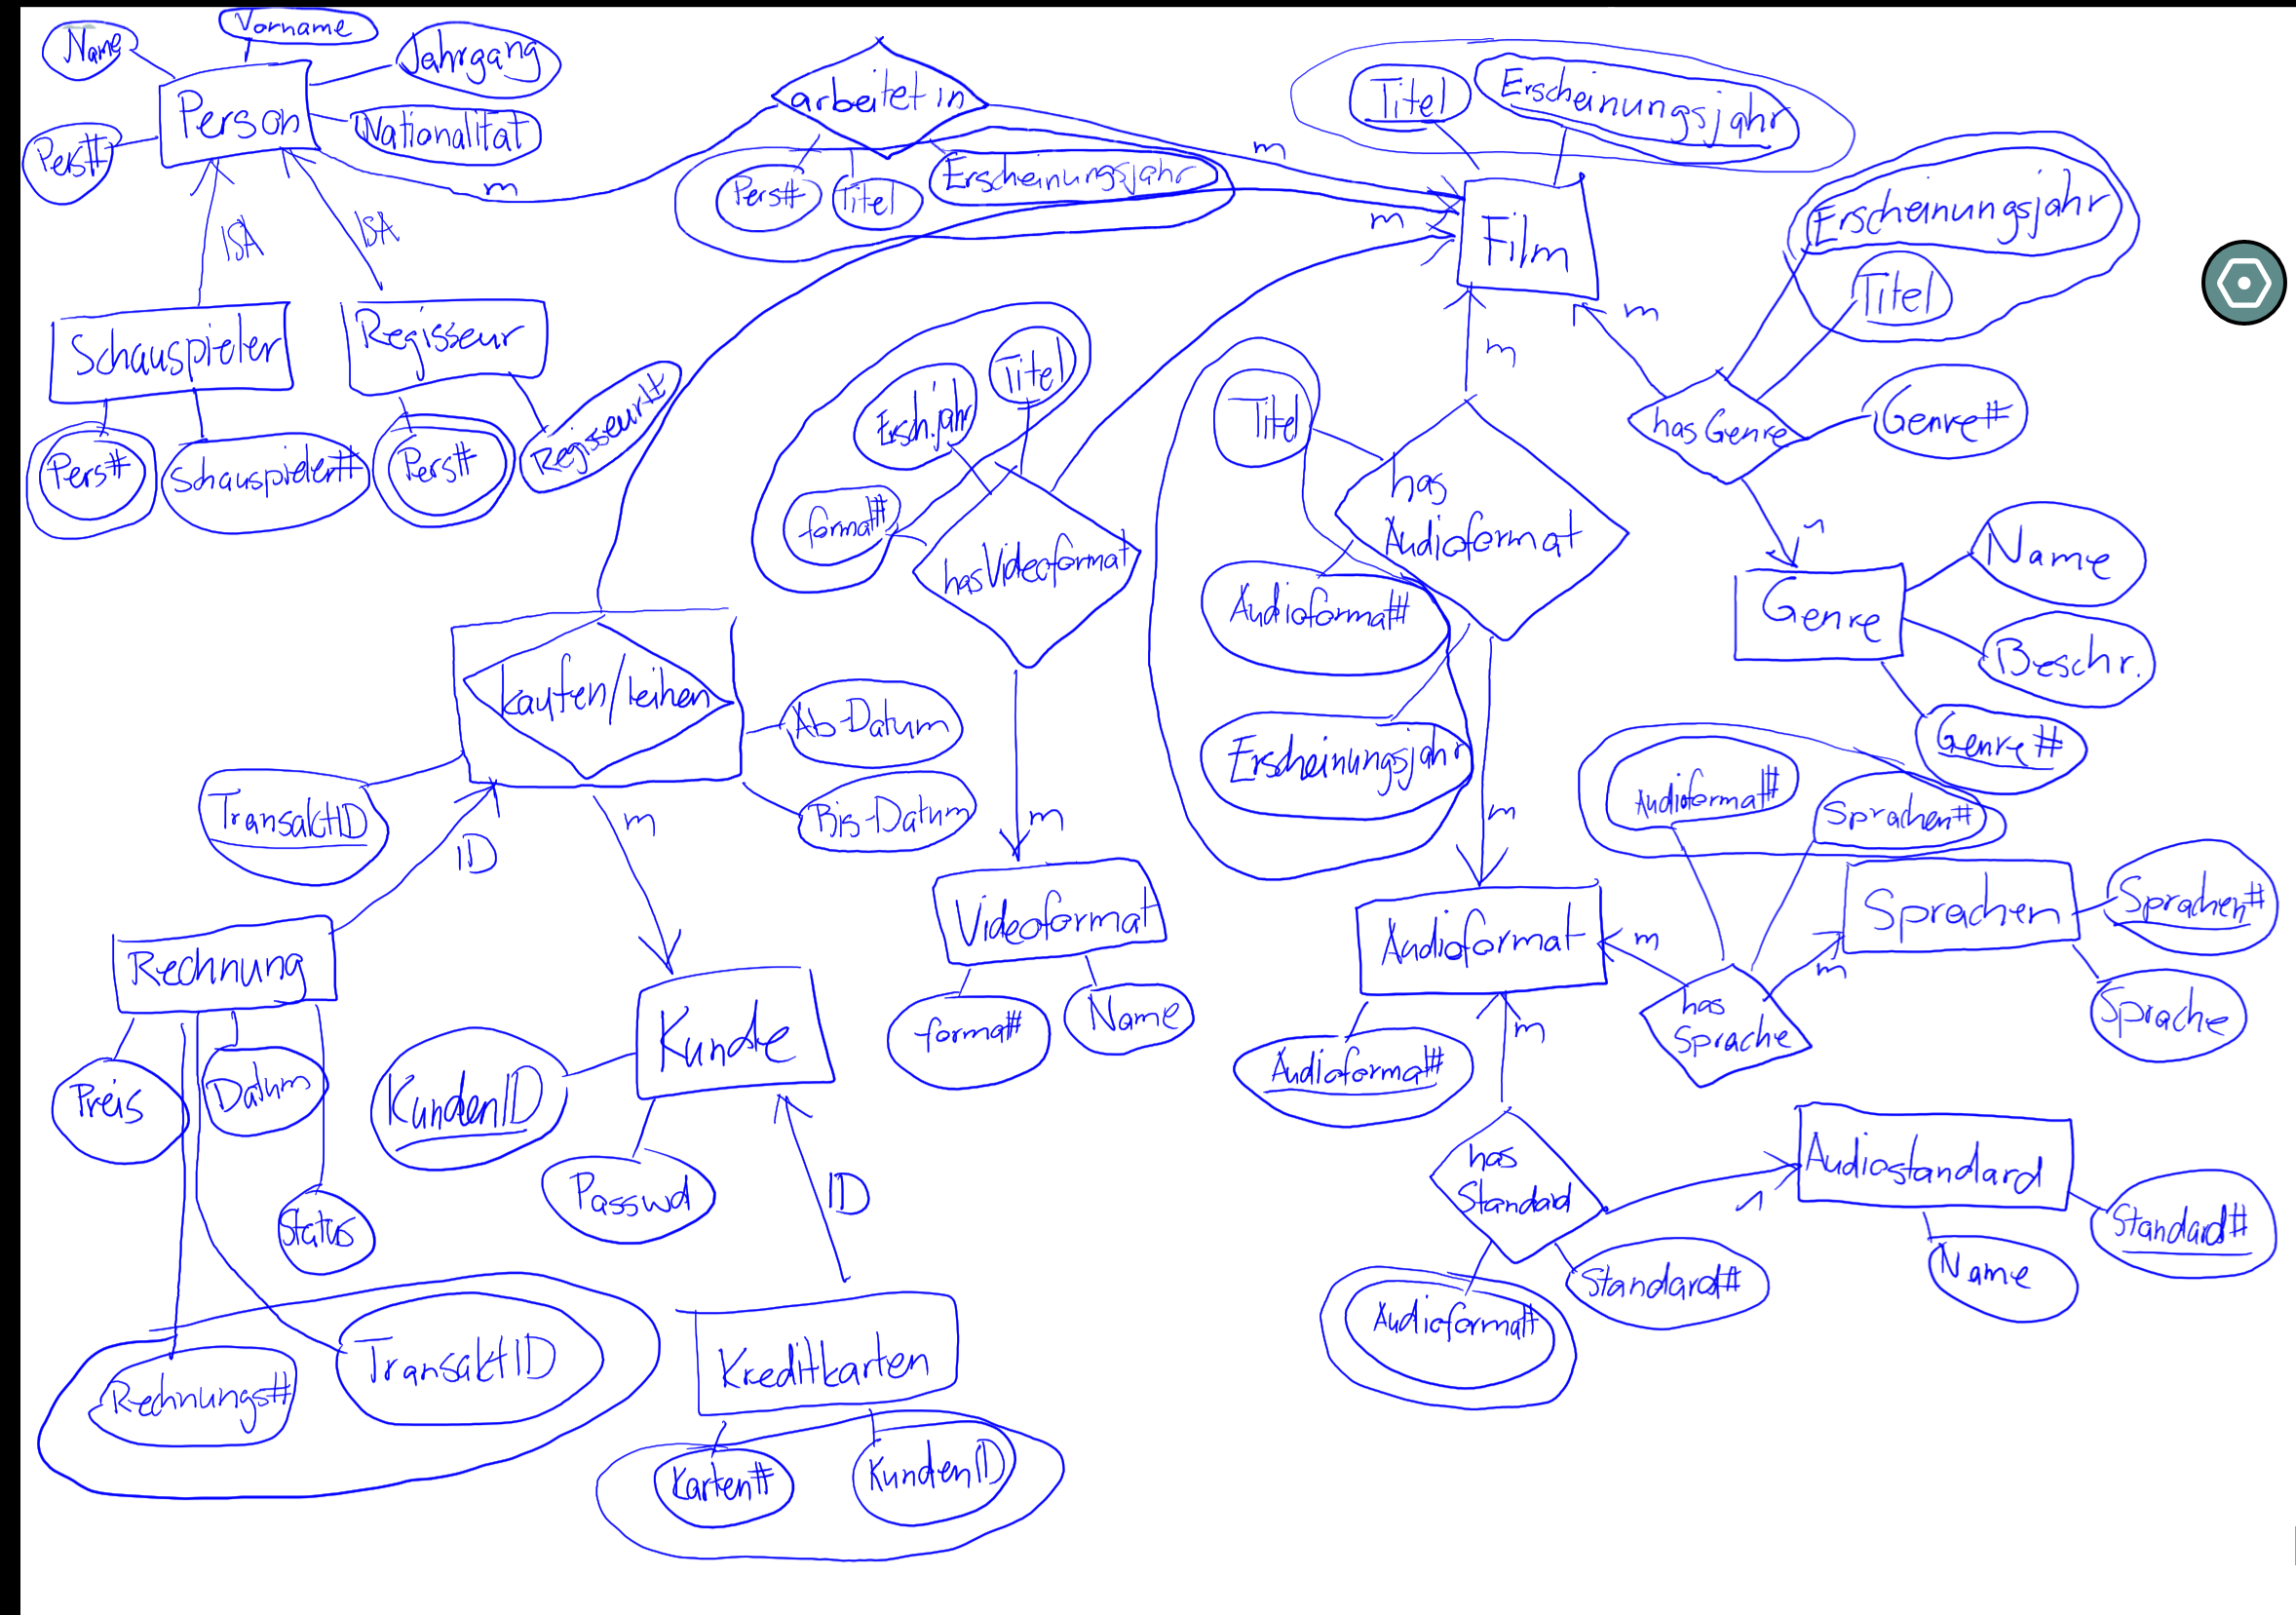 Name
Vorname
Jahrgang
Person
Nationalität
Pers#
m
ISA
ISA
Schauspieler
Regisseur
Pers#
Schauspieler#
Pers#
Regisseur#
arbeitet in
Pers#
Titel
Erscheinungsjahr
m
m
Titel
Erscheinungsjahr
Film
Erscheinungsjahr
Titel
m
m
hasGenre
Genre#
1
Genre
Name
Beschr.
Genre#
Titel
Ersch.jahr
format#
hasVideoformat
m
Videoformat
format#
Name
Titel
has
Audioformat
Audioformat#
Erscheinungsjahr
m
Audioformat
Audioformat#
m
m
Audioformat#
Sprachen#
Sprachen
Sprachen#
Sprache
has
Sprache
m
has
Standard
Audioformat#
Standard#
1
Audiostandard
Standard#
Name
kaufen/leihen
Ab-Datum
Bis-Datum
TransaktID
ID
m
Rechnung
Preis
Datum
Status
Rechnungs#
TransaktID
Kunde
KundenID
Passwd
ID
Kreditkarten
Karten#
KundenID